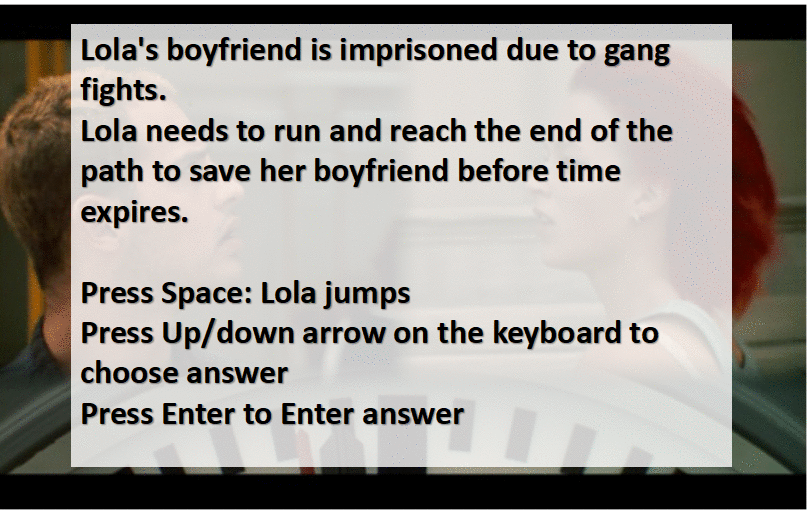 Lola's boyfriend is imprisoned due to gang
fights.
Lola needs to run and reach the end of the
path to save her boyfriend before time
expires.
Press Space: Lola jumps
Press Up/down arrow on the keyboard to
choose answer
Press Enter to Enter answer